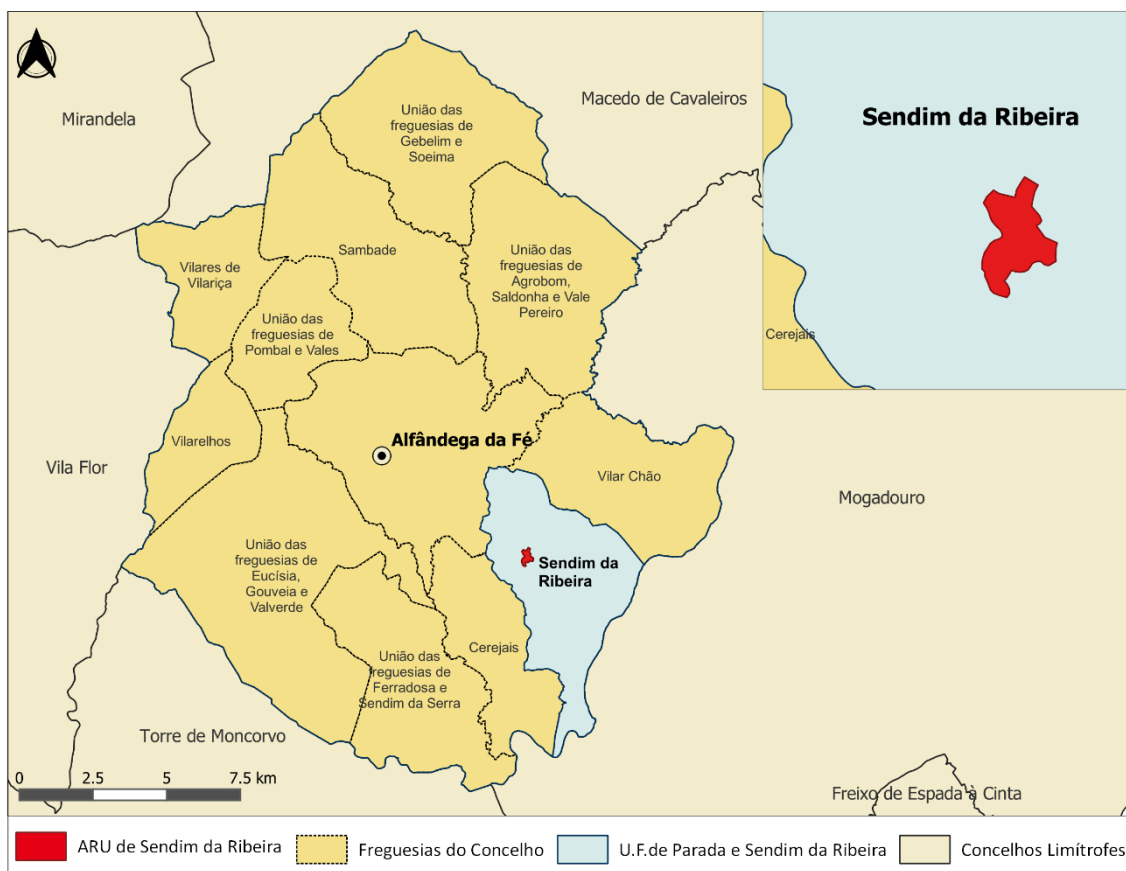 Mirandela
Macedo de Cavaleiros
União das
freguesias de
Gebelim e
Soeima
Sendim da Ribeira
Cerejais
Sambade
Vilares de
Vilariça
União das
freguesias de
Agrobom,
Saldonha e Vale
Pereiro
União das
freguesias de
Pombal e Vales
Vilarelhos
Alfândega da Fé
Vila Flor
Vilar Chão
Mogadouro
União das
freguesias de
Eucísia,
Gouveia e
Valverde
Sendim da
Ribeira
Cerejais
União das
freguesias de
Ferradosa e
Sendim da Serra
Torre de Moncorvo
0 2.5 5 7.5 km
Freixo de Espada à Cinta
ARU de Sendim da Ribeira
Freguesias do Concelho
U.F.de Parada e Sendim da Ribeira
Concelhos Limítrofes